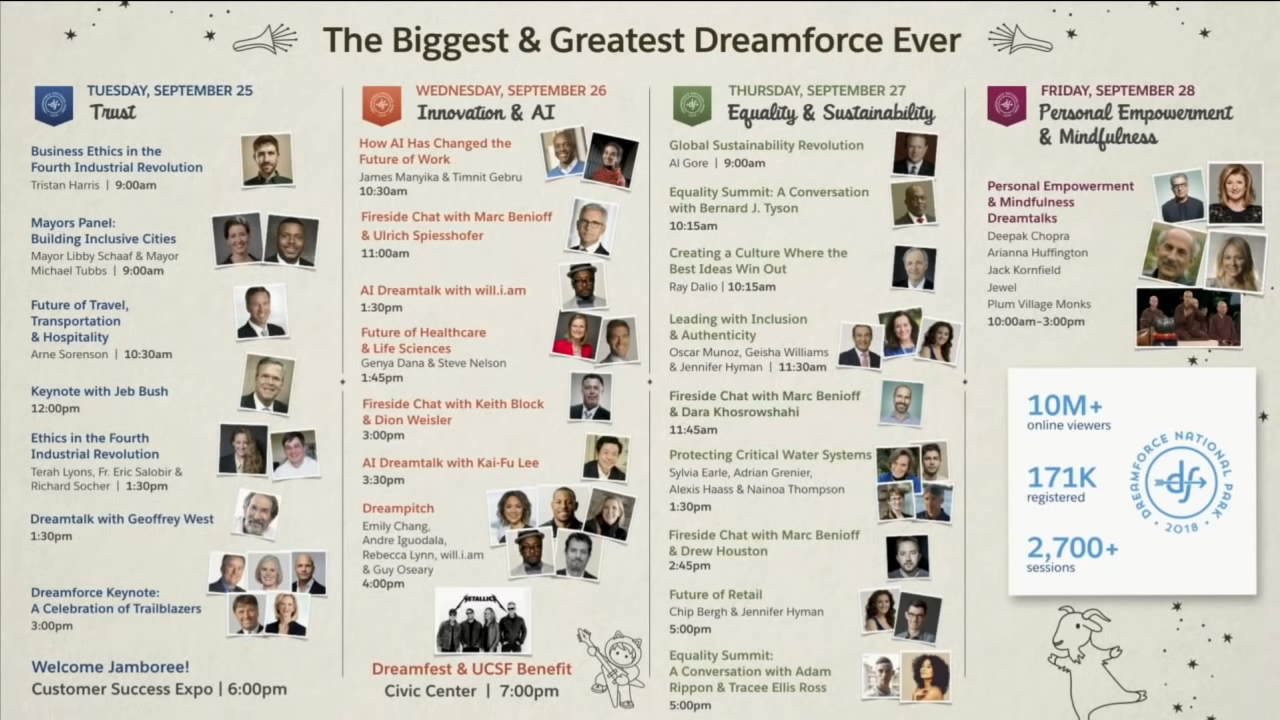 The Biggest & Greatest Dreamforce Ever
TUESDAY, SEPTEMBER 25
Trust
Business Ethics in the
Fourth Industrial Revolution
Tristan Harris | 9:00am
Mayors Panel:
Building Inclusive Cities
Mayor Libby Schaaf & Mayor
Michael Tubbs | 9:00am
Future of Travel,
Transportation
& Hospitality
Arne Sorenson | 10:30am
Keynote with Jeb Bush
12:00pm
Ethics in the Fourth
Industrial Revolution
Terah Lyons, Fr. Eric Salobir &
Richard Socher | 1:30pm
Dreamtalk with Geoffrey West
1:30pm
Dreamforce Keynote:
A Celebration of Trailblazers
3:00pm
Welcome Jamboree!
Customer Success Expo | 6:00pm
WEDNESDAY, SEPTEMBER 26
Innovation & AI
How AI Has Changed the
Future of Work
James Manyika & Timnit Gebru
10:30am
Fireside Chat with Marc Benioff
& Ulrich Spiesshofer
11:00am
AI Dreamtalk with will.i.am
1:30pm
Future of Healthcare
& Life Sciences
Genya Dana & Steve Nelson
1:45pm
Fireside Chat with Keith Block
& Dion Weisler
3:00pm
AI Dreamtalk with Kai-Fu Lee
3:30pm
Dreampitch
Emily Chang,
Andre Iguodala,
Rebecca Lynn, will.i.am
& Guy Oseary
4:00pm
METALLICA
Dreamfest & UCSF Benefit
Civic Center | 7:00pm
THURSDAY, SEPTEMBER 27
Equality & Sustainability
Global Sustainability Revolution
Al Gore | 9:00am
Equality Summit: A Conversation
with Bernard J. Tyson
10:15am
Creating a Culture Where the
Best Ideas Win Out
Ray Dalio | 10:15am
Leading with Inclusion
& Authenticity
Oscar Munoz, Geisha Williams
& Jennifer Hyman | 11:30am
Fireside Chat with Marc Benioff
& Dara Khosrowshahi
11:45am
Protecting Critical Water Systems
Sylvia Earle, Adrian Grenier,
Alexis Haass & Nainoa Thompson
1:30pm
Fireside Chat with Marc Benioff
& Drew Houston
2:45pm
Future of Retail
Chip Bergh & Jennifer Hyman
5:00pm
Equality Summit:
A Conversation with Adam
Rippon & Tracee Ellis Ross
5:00pm
FRIDAY, SEPTEMBER 28
Personal Empowerment
& Mindfulness
Personal Empowerment
& Mindfulness
Dreamtalks
Deepak Chopra
Arianna Huffington
Jack Kornfield
Jewel
Plum Village Monks
10:00am–3:00pm
10M+
online viewers
171K
registered
2,700+
sessions
DREAMFORCE NATIONAL PARK
df
2018